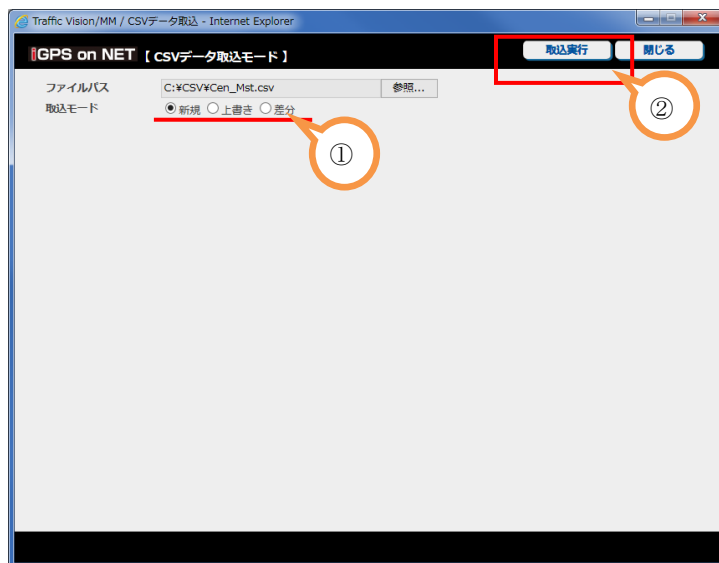 Traffic Vision/MM / CSVデータ取込 - Internet Explorer
iGPS on NET 【 CSVデータ取込モード 】 取込実行 閉じる
ファイルパス C:¥CSV¥Cen_Mst.csv 参照...
取込モード 新規 上書き 差分
②
①